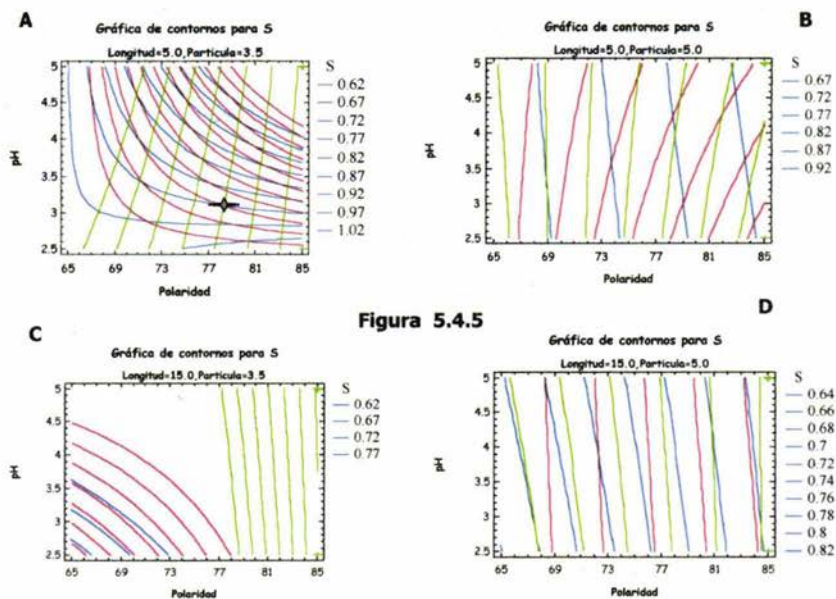 A
Gráfica de contornos para S
Longitud=5.0,Particula=3.5
S
0.62
0.67
0.72
0.77
0.82
0.87
0.92
0.97
1.02
pH
5
4.5
4
3.5
3
2.5
65 69 73 77 81 85
Polaridad
B
Gráfica de contornos para S
Longitud=5.0,Particula=5.0
S
0.67
0.72
0.77
0.82
0.87
0.92
pH
5
4.5
4
3.5
3
2.5
65 69 73 77 81 85
Polaridad
Figura 5.4.5
C
Gráfica de contornos para S
Longitud=15.0,Particula=3.5
S
0.62
0.67
0.72
0.77
pH
5
4.5
4
3.5
3
2.5
65 69 73 77 81 85
Polaridad
D
Gráfica de contornos para S
Longitud=15.0,Particula=5.0
S
0.64
0.66
0.68
0.7
0.72
0.74
0.76
0.78
0.8
0.82
pH
5
4.5
4
3.5
3
2.5
65 69 73 77 81 85
Polaridad